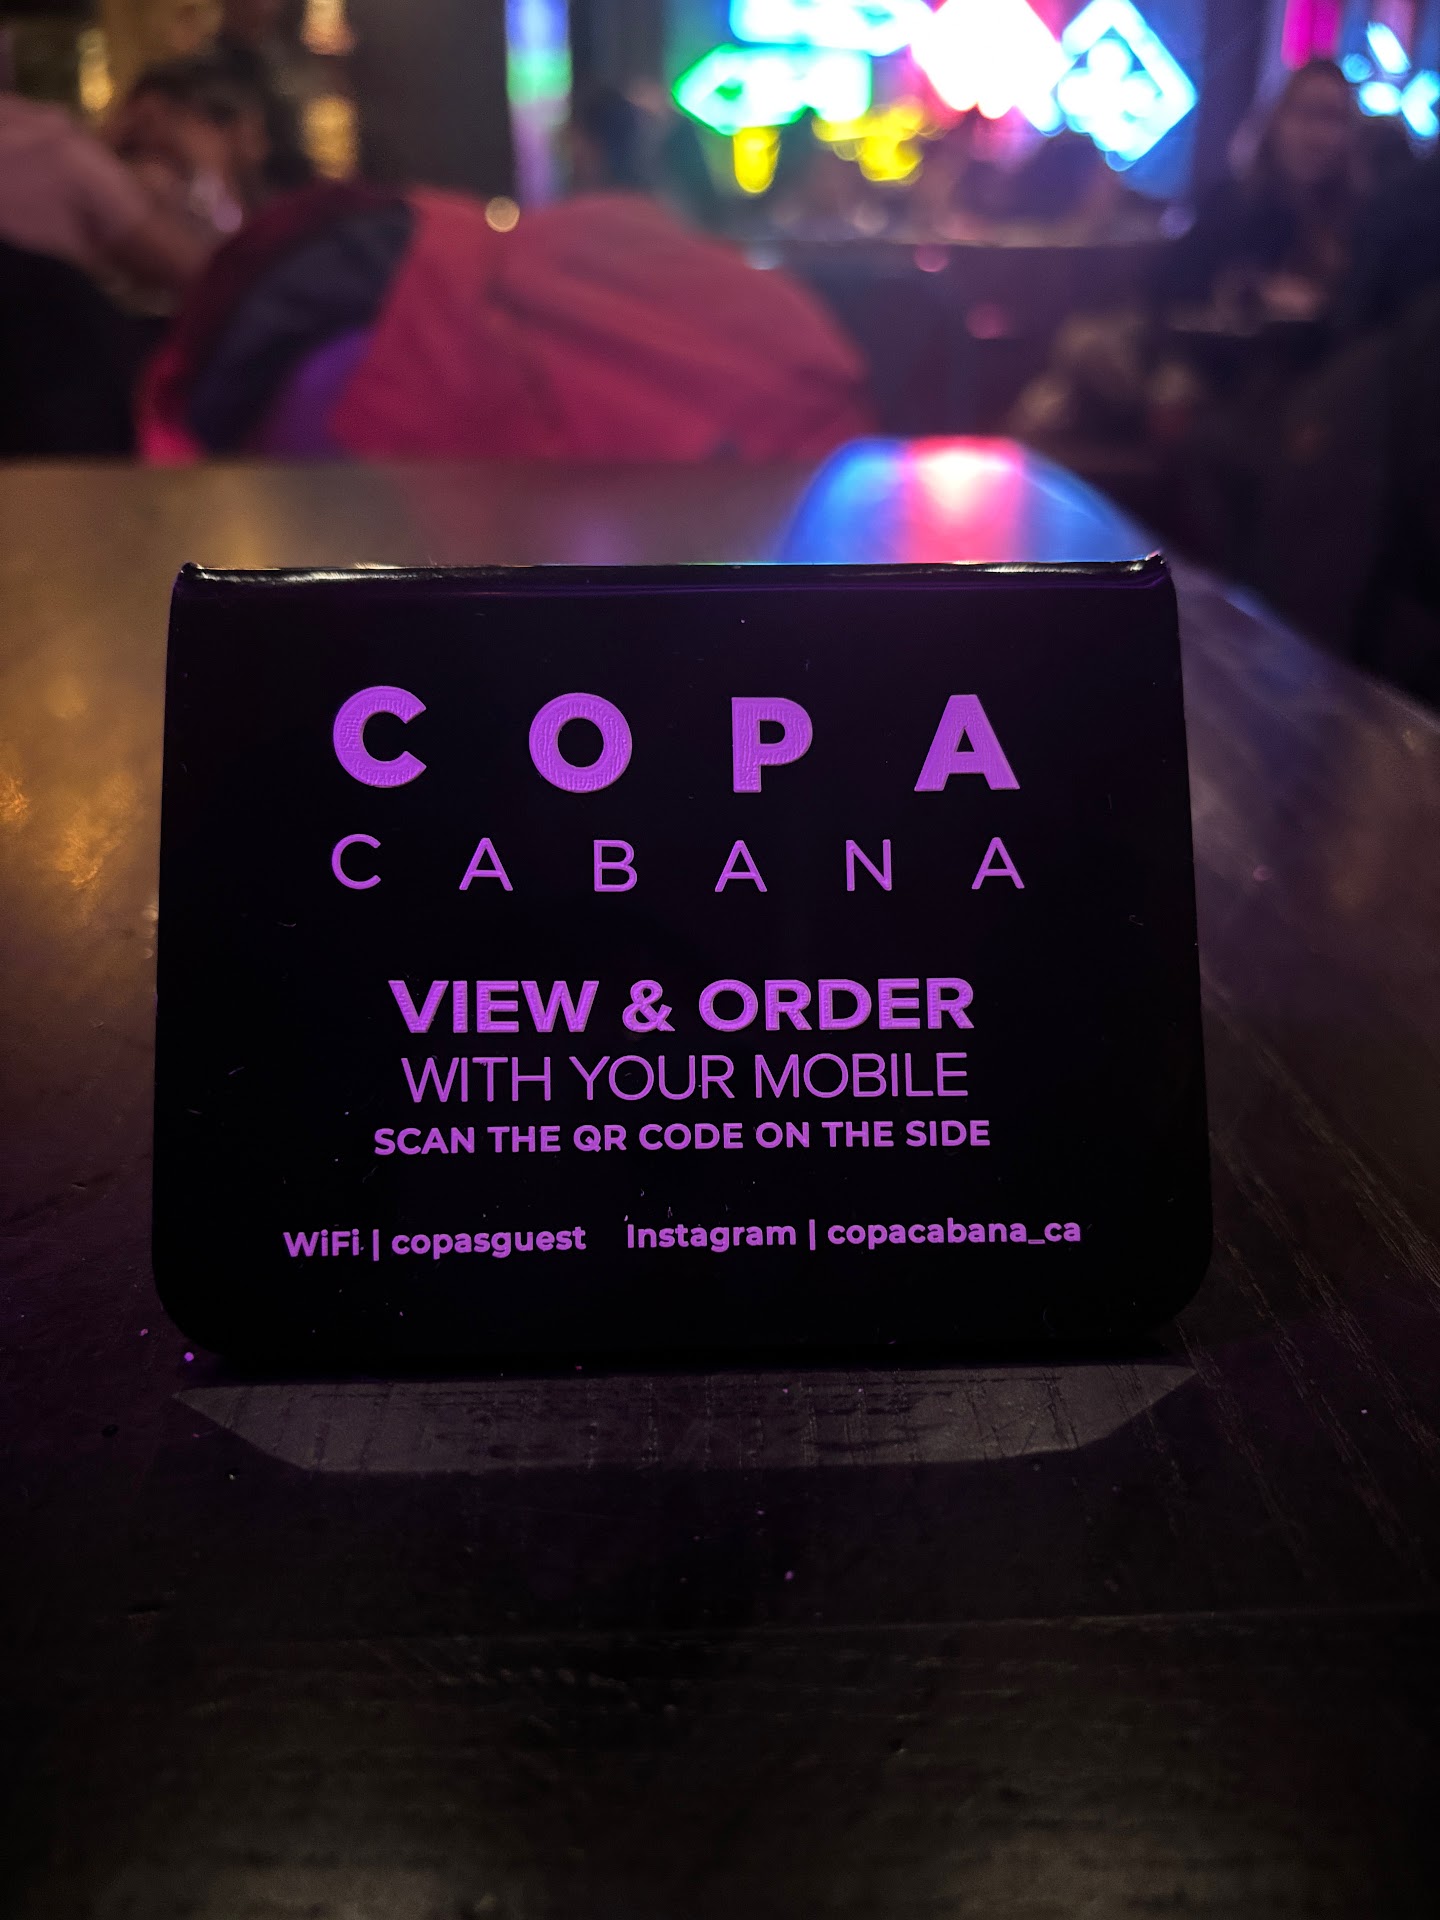 COPA
CABANA
VIEW & ORDER
WITH YOUR MOBILE
SCAN THE QR CODE ON THE SIDE
WiFi | copasguest Instagram | copacabana_ca